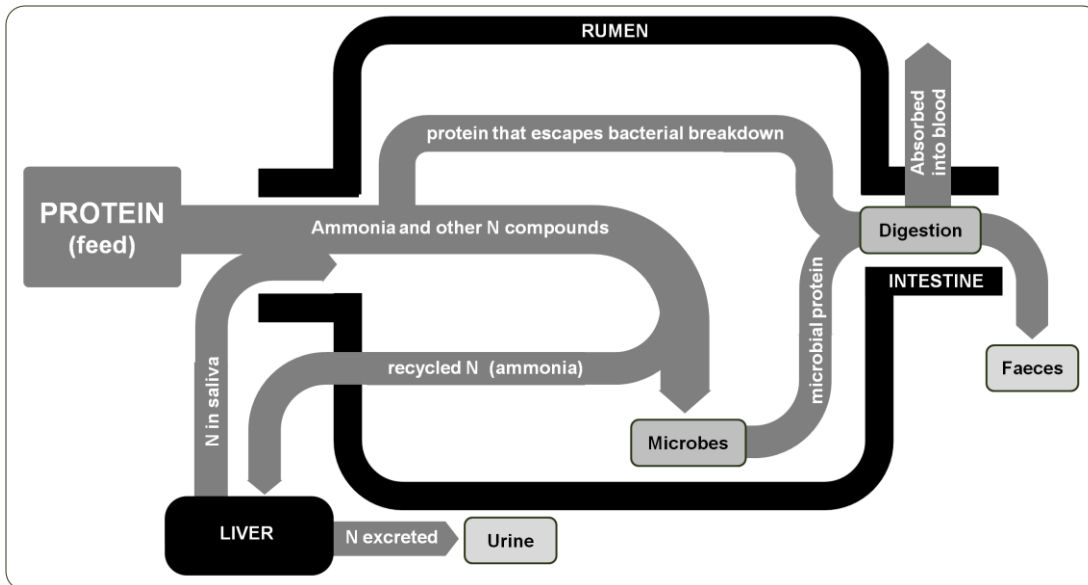 RUMEN
Absorbed
into blood
protein that escapes bacterial breakdown
PROTEIN
(feed)
Ammonia and other N compounds
Digestion
INTESTINE
microbial protein
Faeces
recycled N (ammonia)
N in saliva
Microbes
LIVER
N excreted
Urine